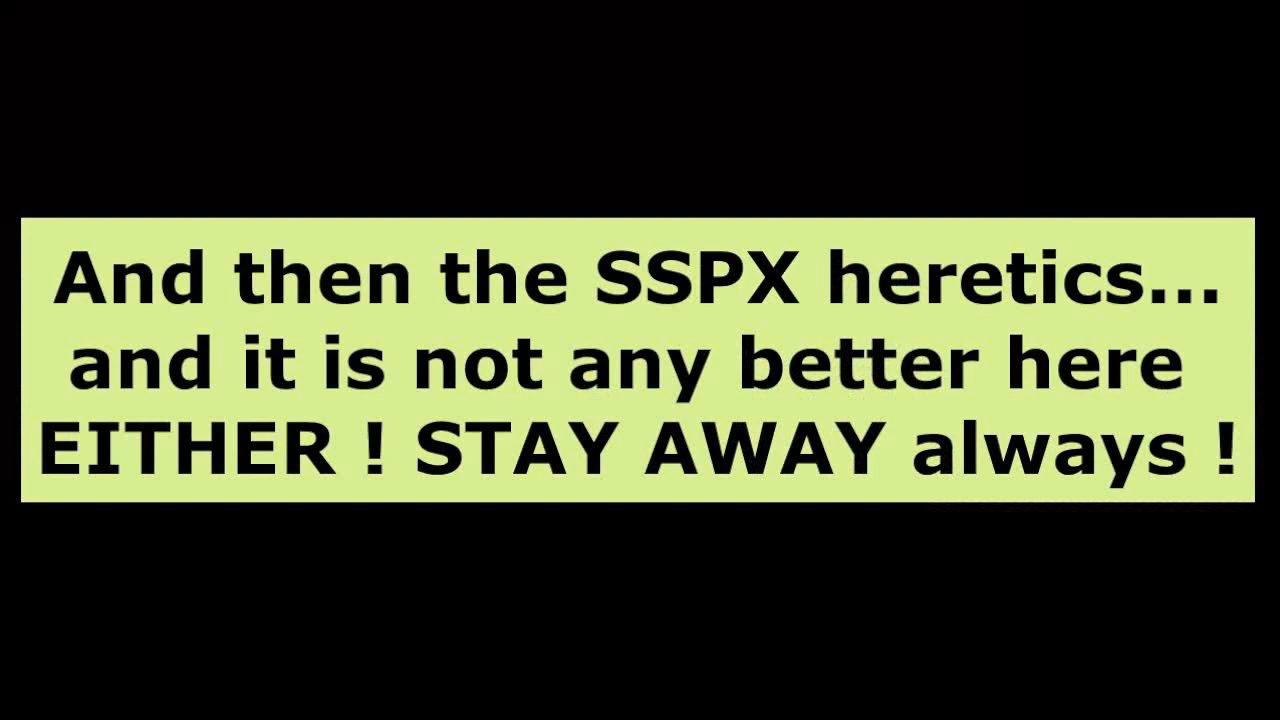 And then the SSPX heretics...
and it is not any better here
EITHER ! STAY AWAY always !